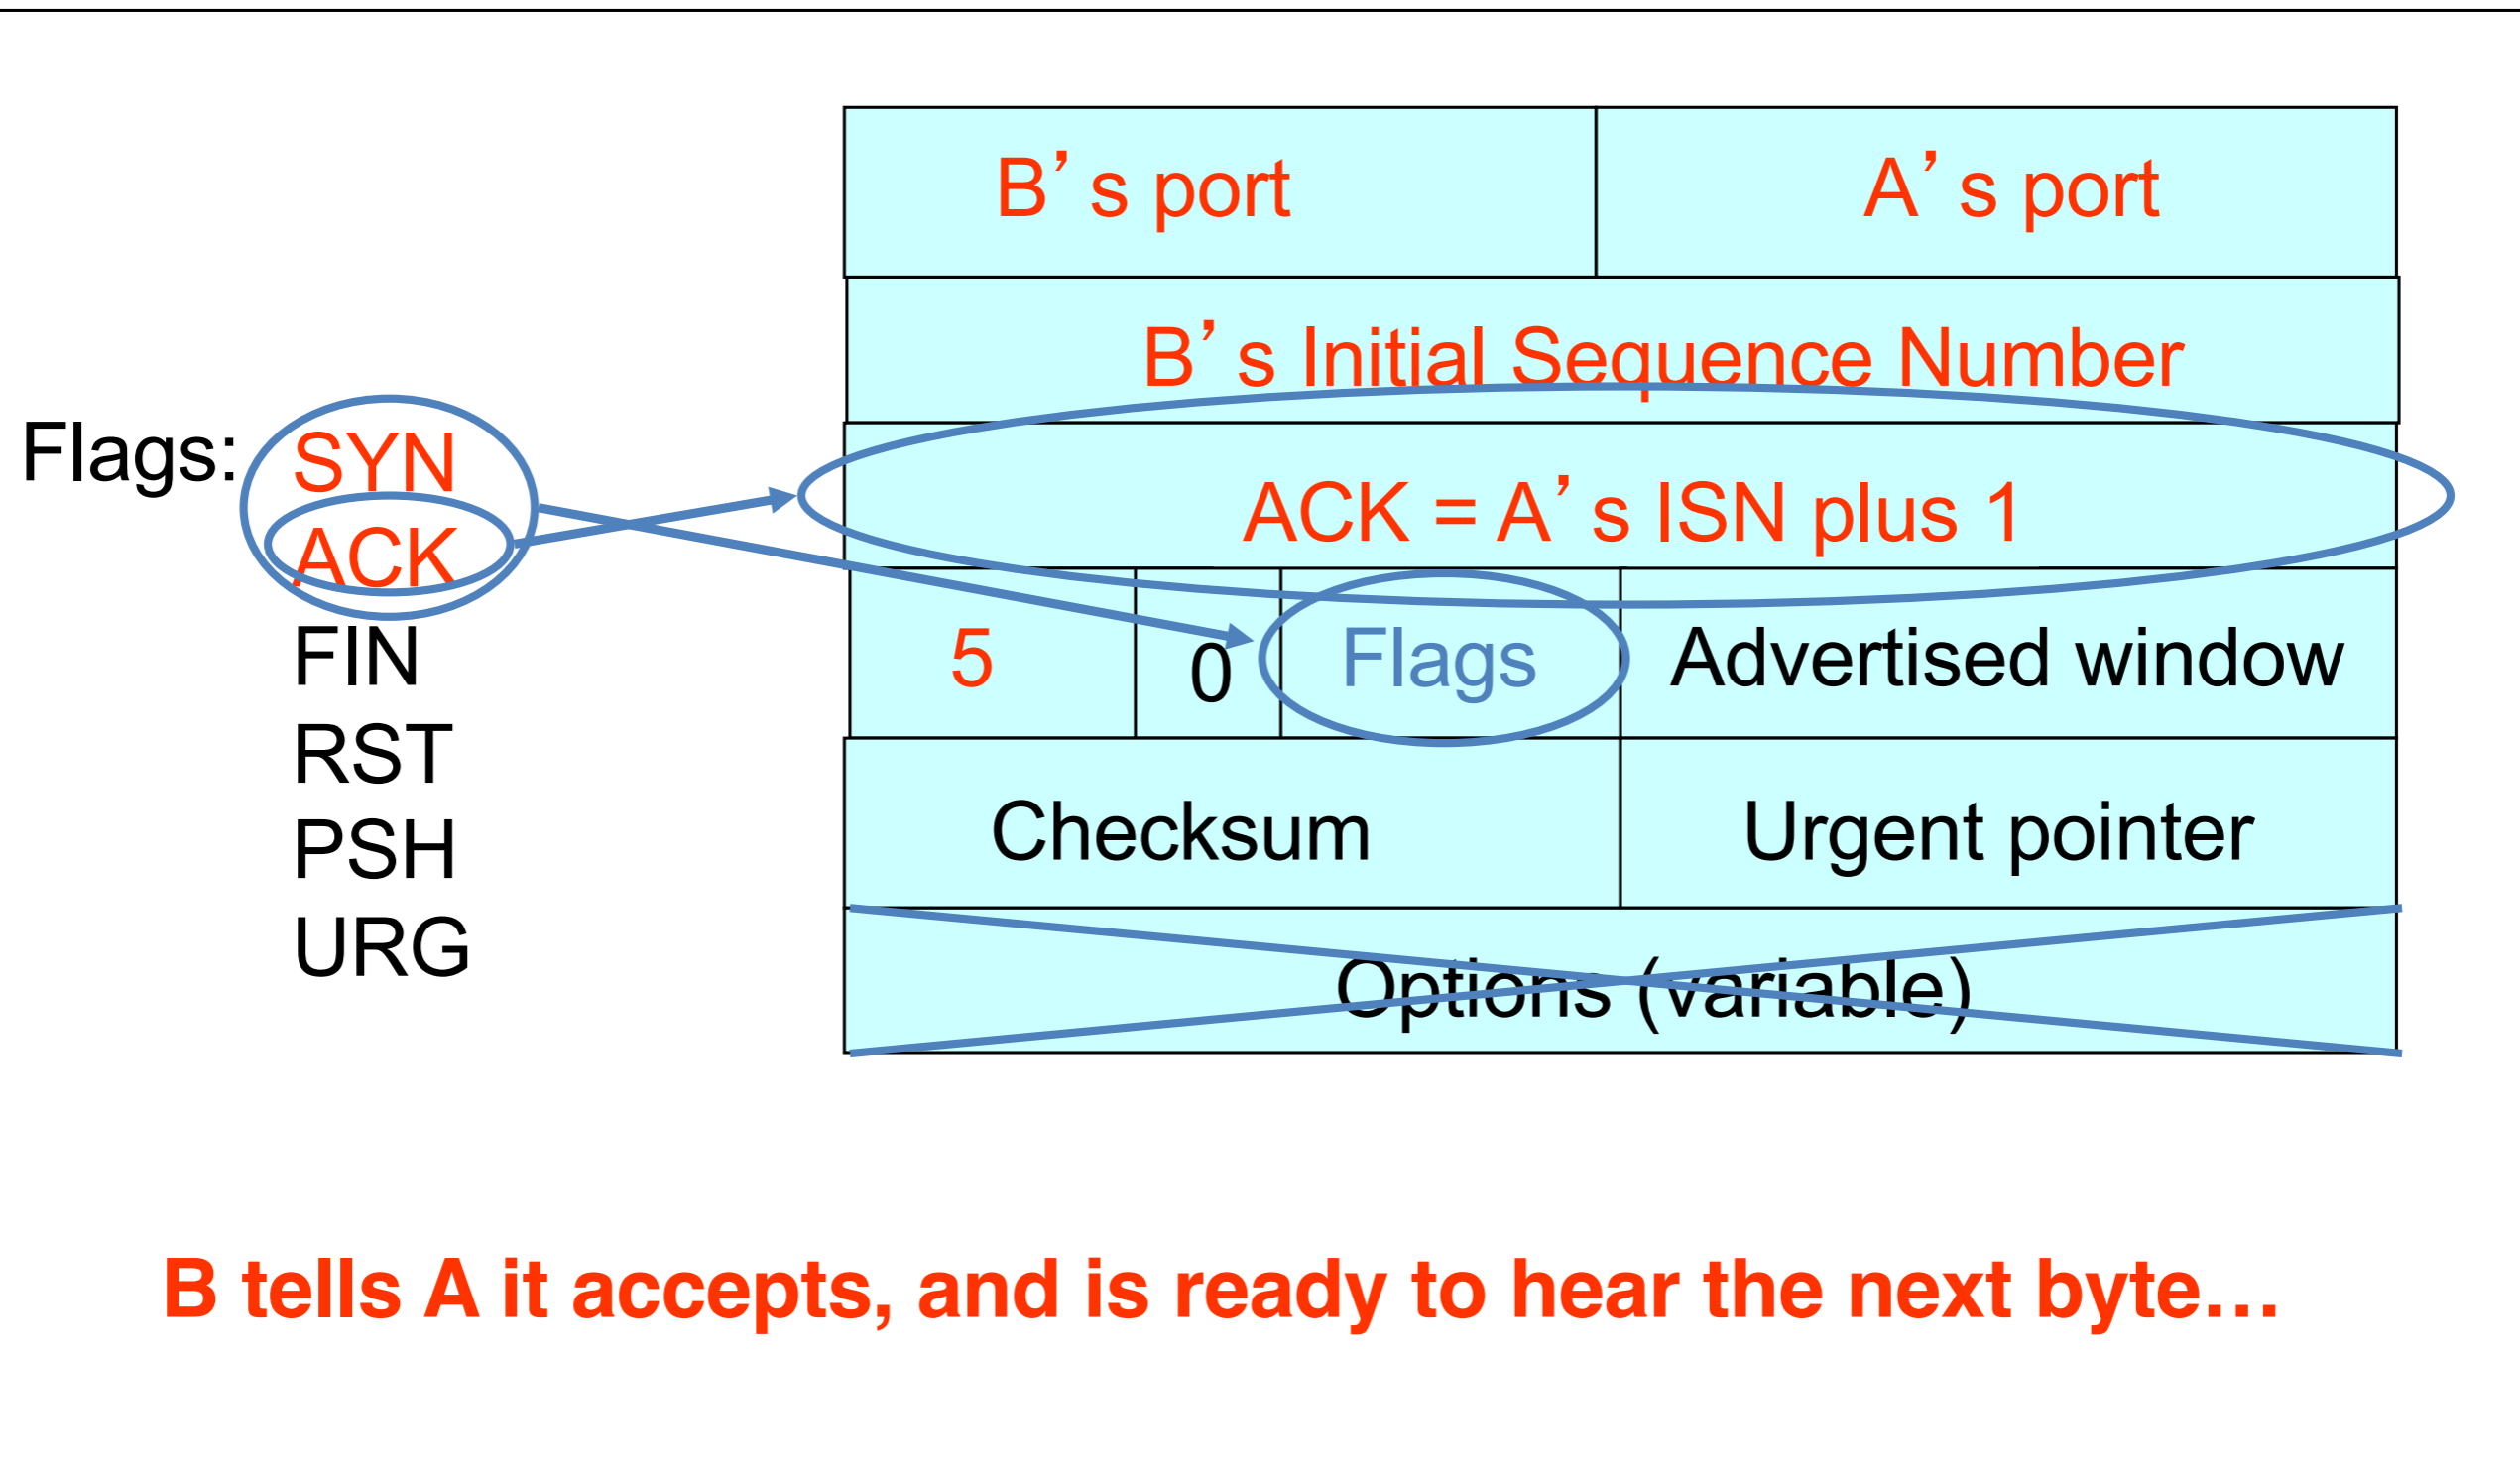 B’s port A’s port
B’s Initial Sequence Number
Flags: SYN
ACK = A’s ISN plus 1
ACK
FIN
5 0 Flags Advertised window
RST
PSH
Checksum Urgent pointer
URG
Options (variable)
B tells A it accepts, and is ready to hear the next byte…